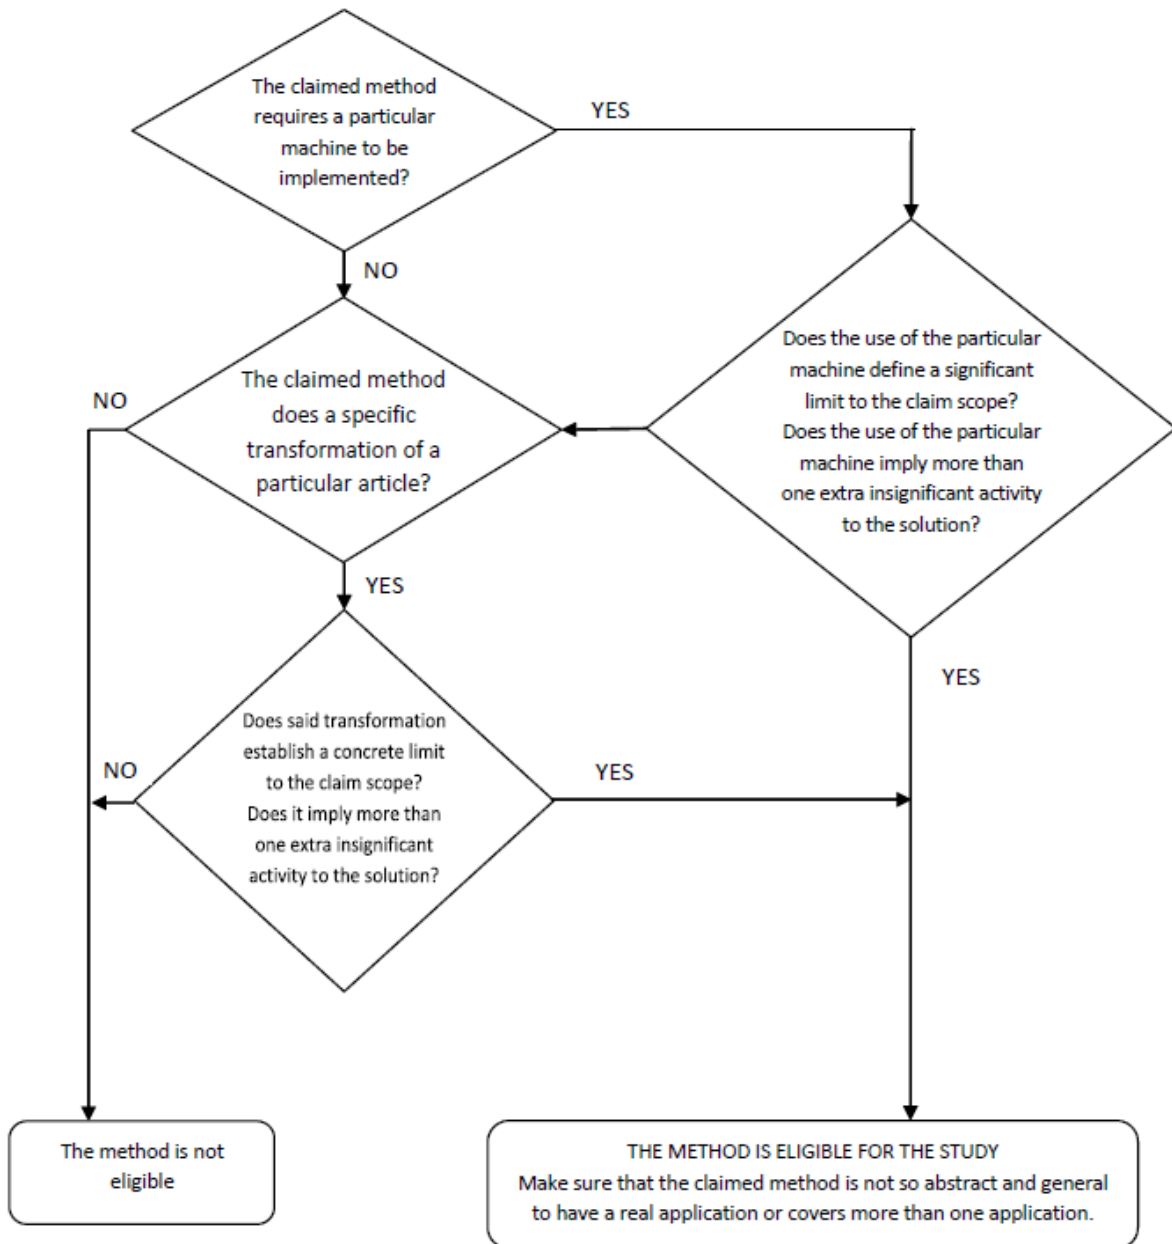 The claimed method
requires a particular
machine to be
implemented?
YES
NO
Does the use of the particular
machine define a significant
limit to the claim scope?
Does the use of the particular
machine imply more than
one extra insignificant activity
to the solution?
NO
The claimed method
does a specific
transformation of a
particular article?
YES
YES
Does said transformation
establish a concrete limit
to the claim scope?
Does it imply more than
one extra insignificant
activity to the solution?
NO
YES
The method is not
eligible
THE METHOD IS ELIGIBLE FOR THE STUDY
Make sure that the claimed method is not so abstract and general
to have a real application or covers more than one application.